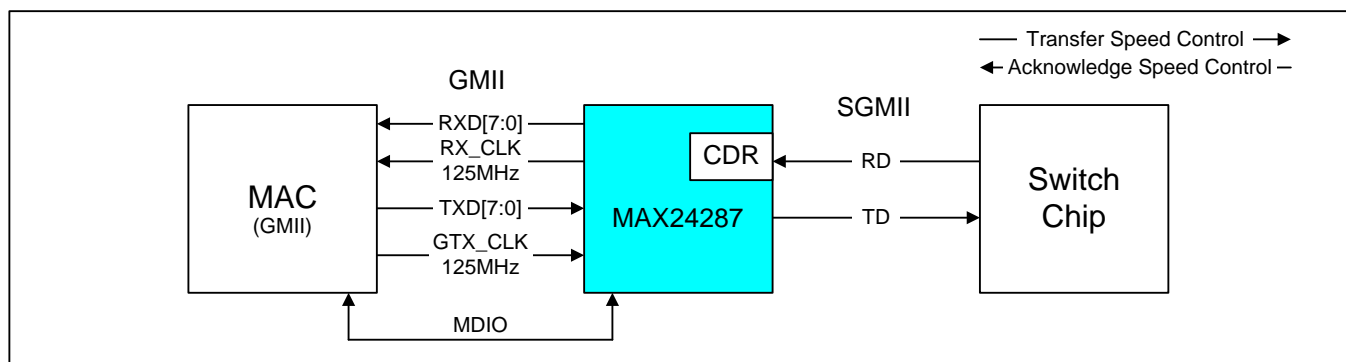 Transfer Speed Control
Acknowledge Speed Control
GMII
SGMII
RXD[7:0]
RX_CLK
125MHz
TXD[7:0]
GTX_CLK
125MHz
MAC
(GMII)
CDR
MAX24287
RD
TD
Switch
Chip
MDIO